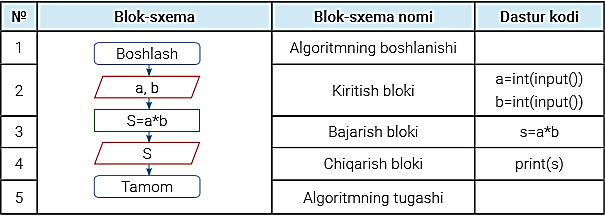 № Blok-sxema Blok-sxema nomi Dastur kodi
1 Boshlash Algoritmning boshlanishi
2 a, b Kiritish bloki a=int(input())
b=int(input())
3 S=a*b Bajarish bloki s=a*b
4 S Chiqarish bloki print(s)
5 Tamom Algoritmning tugashi